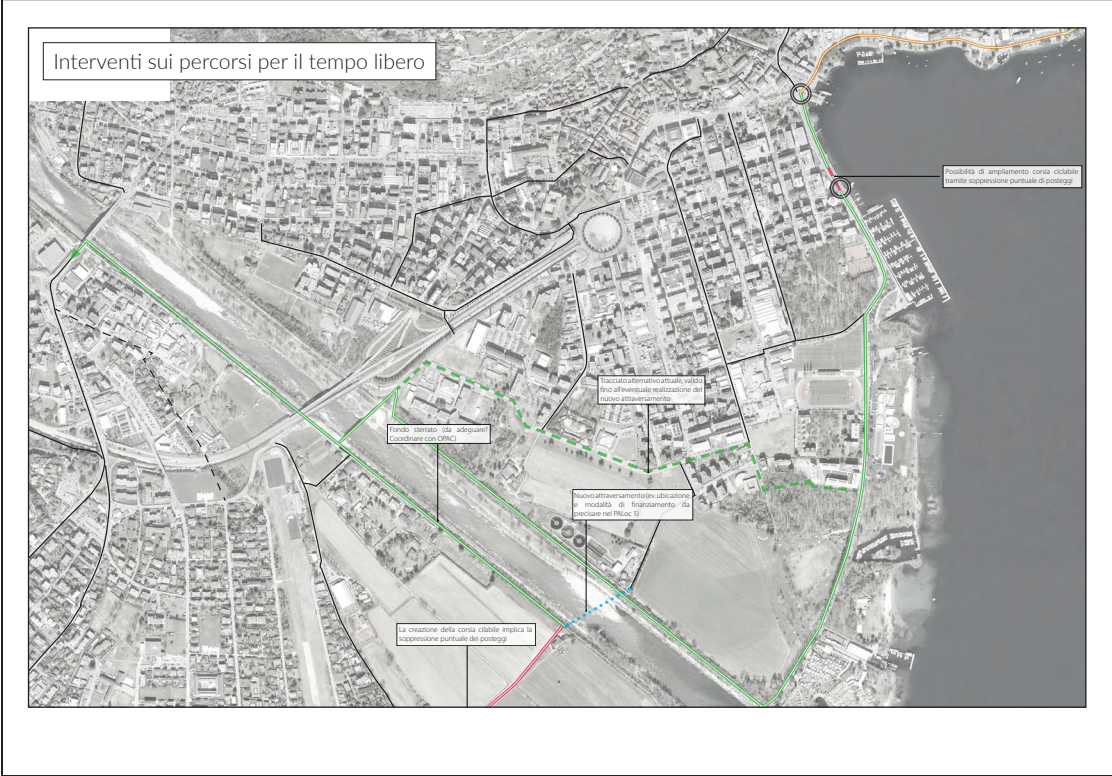 Interventi sui percorsi per il tempo libero
Possibilità di ampliamento corsia ciclabile
tramite soppressione puntuale di posteggi
Tracciato alternativo attuale, valido
fino all'eventuale realizzazione del
nuovo attraversamento
Fondo sterrato (da adeguare?
Coordinare con OPAC)
Nuovo attraversamento (ev. ubicazione
e modalità di finanziamento da
precisare nel PALoc 5)
La creazione della corsia cilabile implica la
soppressione puntuale dei posteggi